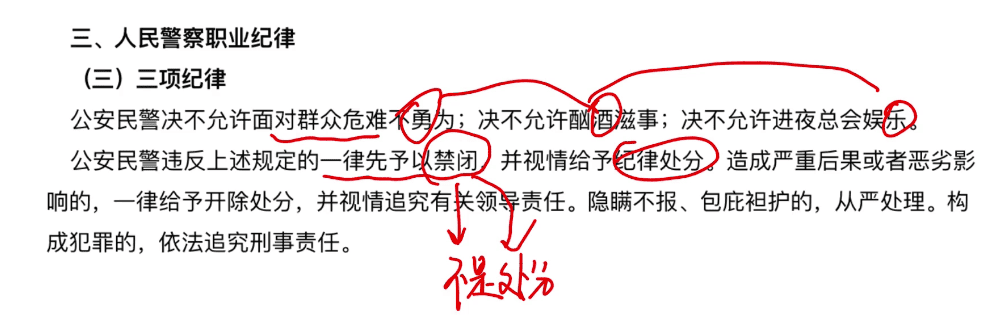 三、人民警察职业纪律
（三）三项纪律
公安民警决不允许面对群众危难不勇为；决不允许酗酒滋事；决不允许进夜总会娱乐。
公安民警违反上述规定的一律先予以禁闭，并视情给予纪律处分。造成严重后果或者恶劣影
响的，一律给予开除处分，并视情追究有关领导责任。隐瞒不报、包庇袒护的，从严处理。构
成犯罪的，依法追究刑事责任。
不是处分